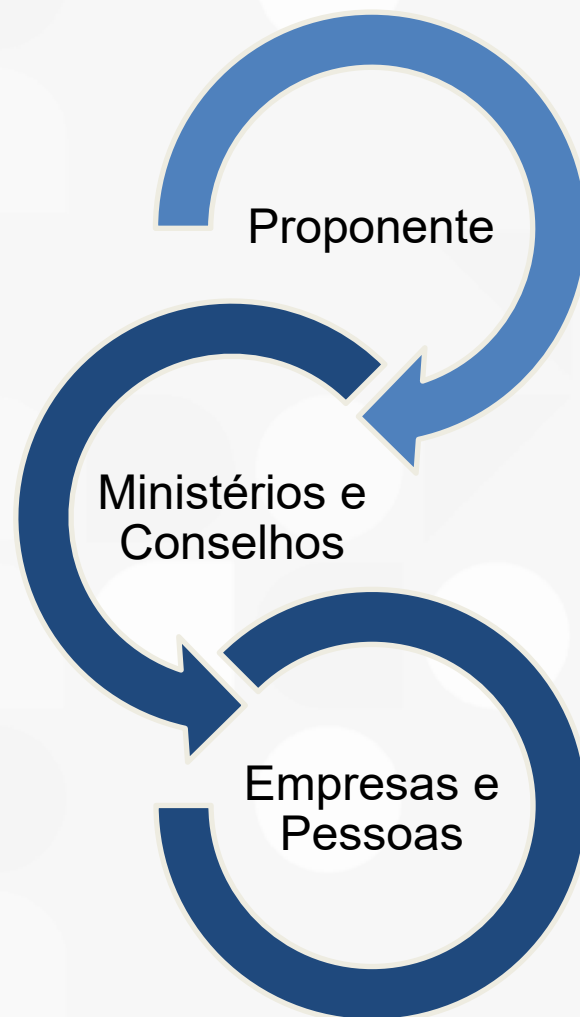 Proponente
Ministérios e
Conselhos
Empresas e
Pessoas